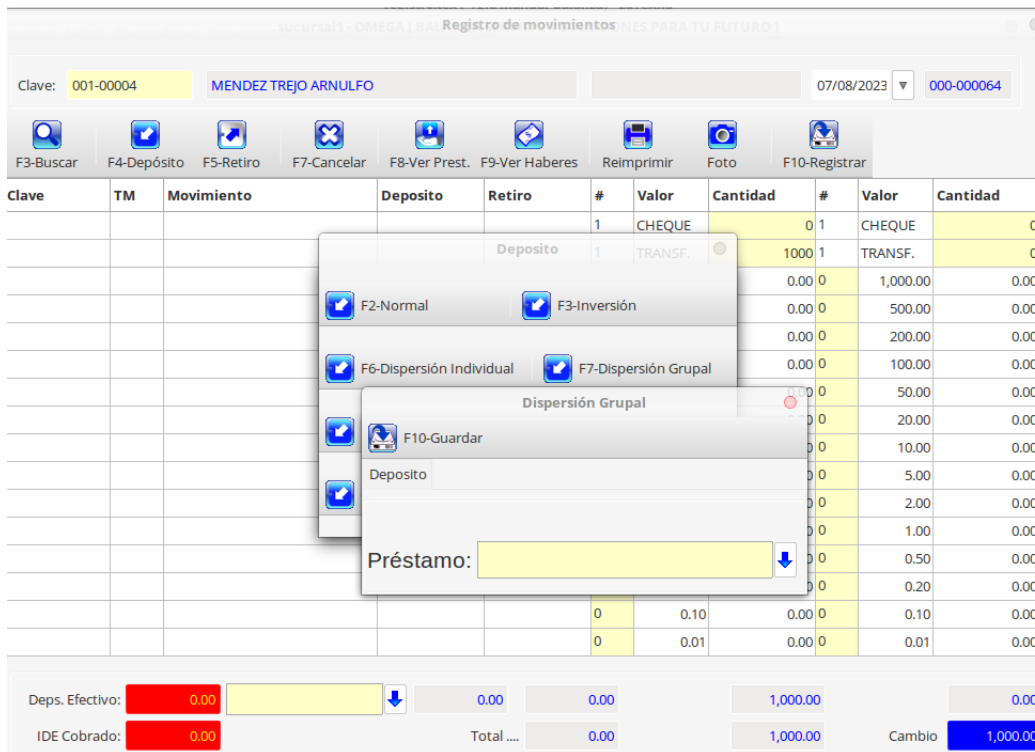 Registro de movimientos
Clave: 001-00004 MENDEZ TREJO ARNULFO 07/08/2023 000-000064
F3-Buscar F4-Depósito F5-Retiro F7-Cancelar F8-Ver Prest. F9-Ver Haberes Reimprimir Foto F10-Registrar
Clave TM Movimiento Deposito Retiro # Valor Cantidad # Valor Cantidad
1 CHEQUE 0 1 CHEQUE 0
Deposito 1 TRANSF. 1000 1 TRANSF. 0
0.00 0 1,000.00 0.00
F2-Normal F3-Inversión 0.00 0 500.00 0.00
0.00 0 200.00 0.00
F6-Dispersión Individual F7-Dispersión Grupal 0.00 0 100.00 0.00
Dispersión Grupal 0.00 0 50.00 0.00
0 0 20.00 0.00
F10-Guardar 0 0 10.00 0.00
Deposito 0 0 5.00 0.00
0 0 2.00 0.00
0 0 1.00 0.00
Préstamo: 0 0 0.50 0.00
0 0 0.20 0.00
0 0.10 0.00 0 0.10 0.00
0 0.01 0.00 0 0.01 0.00
Deps. Efectivo: 0.00 0.00 0.00 1,000.00 0.00
IDE Cobrado: 0.00 Total .... 0.00 1,000.00 Cambio 1,000.00